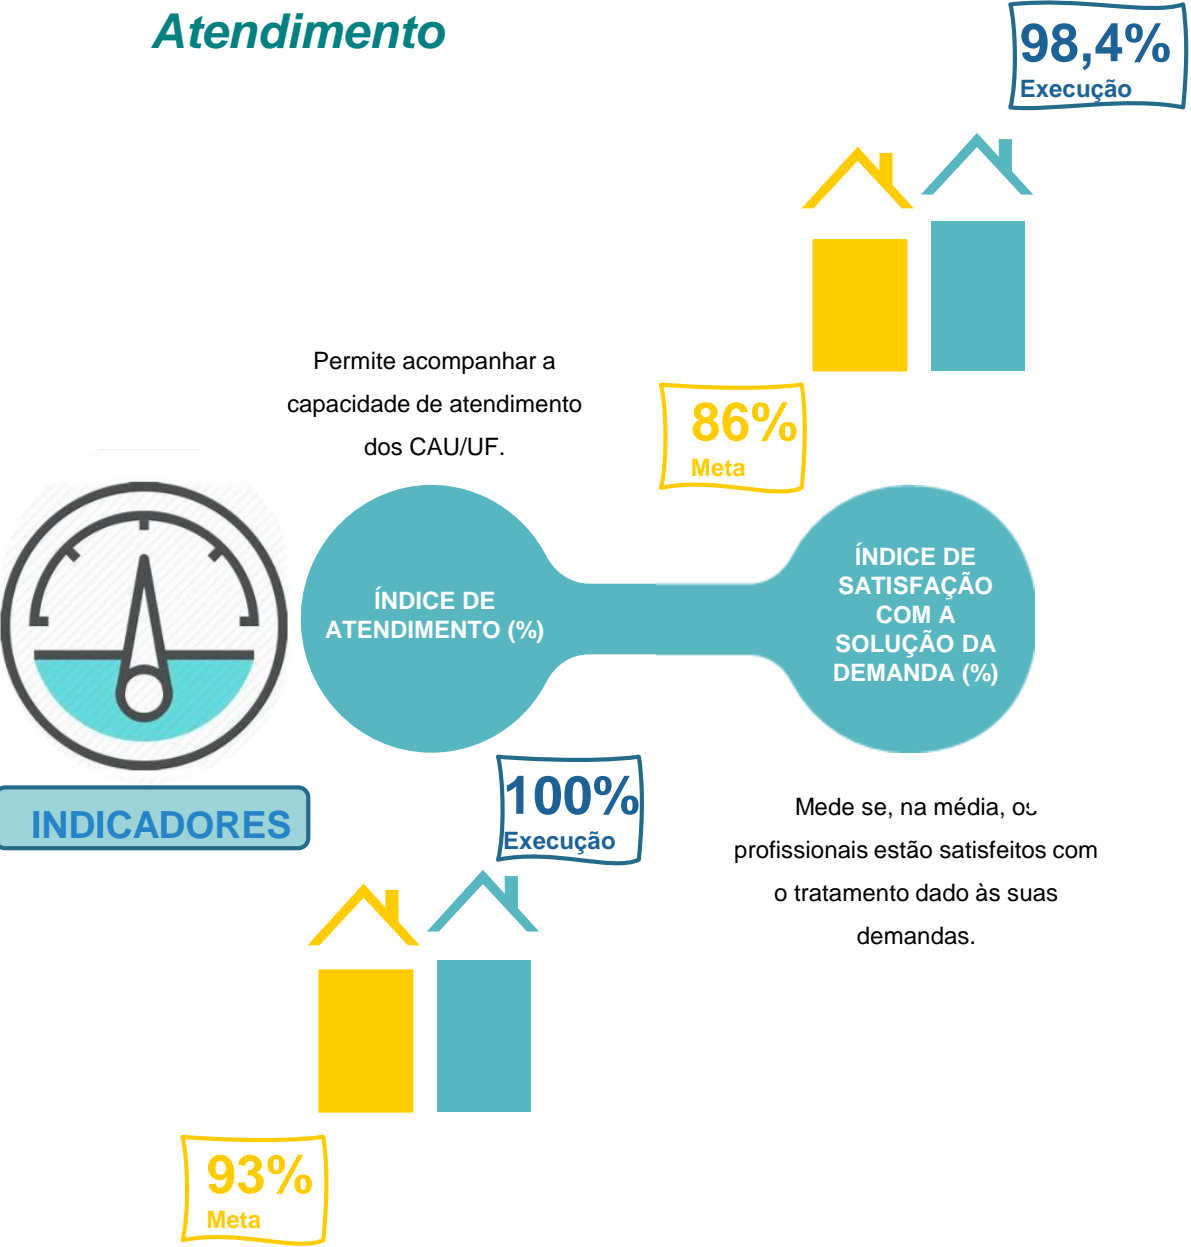 Atendimento
98,4%
Execução
Permite acompanhar a
capacidade de atendimento
dos CAU/UF.
86%
Meta
ÍNDICE DE
ATENDIMENTO (%)
ÍNDICE DE
SATISFAÇÃO
COM A
SOLUÇÃO DA
DEMANDA (%)
INDICADORES
100%
Execução
Mede se, na média, os
profissionais estão satisfeitos com
o tratamento dado às suas
demandas.
93%
Meta